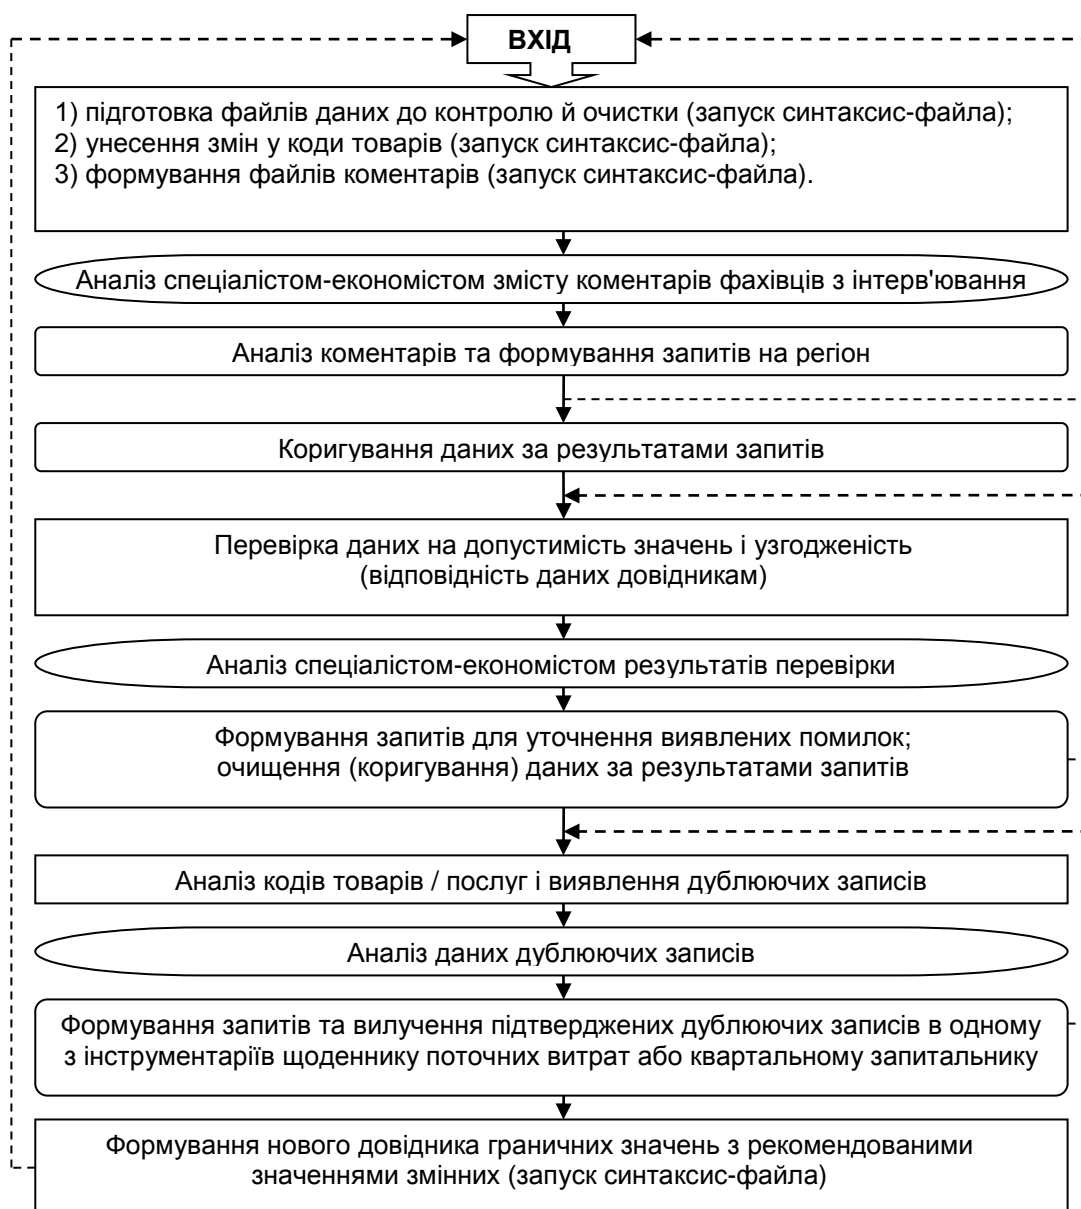 ВХІД
1) підготовка файлів даних до контролю й очистки (запуск синтаксис-файла);
2) унесення змін у коди товарів (запуск синтаксис-файла);
3) формування файлів коментарів (запуск синтаксис-файла).
Аналіз спеціалістом-економістом змісту коментарів фахівців з інтерв'ювання
Аналіз коментарів та формування запитів на регіон
Коригування даних за результатами запитів
Перевірка даних на допустимість значень і узгодженість
(відповідність даних довідникам)
Аналіз спеціалістом-економістом результатів перевірки
Формування запитів для уточнення виявлених помилок;
очищення (коригування) даних за результатами запитів
Аналіз кодів товарів / послуг і виявлення дублюючих записів
Аналіз даних дублюючих записів
Формування запитів та вилучення підтверджених дублюючих записів в одному
з інструментаріїв щоденнику поточних витрат або квартальному запитальнику
Формування нового довідника граничних значень з рекомендованими
значеннями змінних (запуск синтаксис-файла)